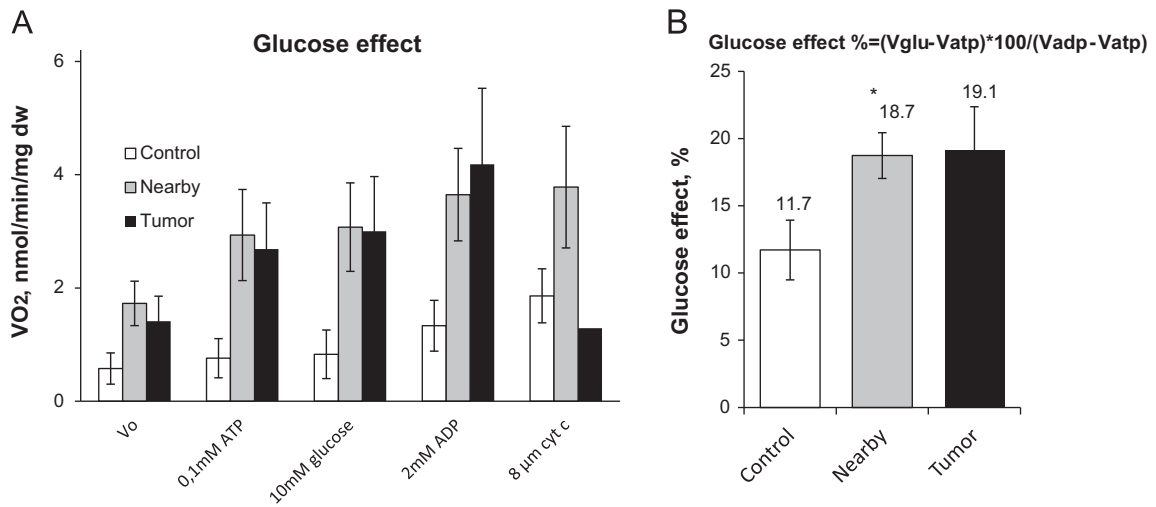 A
Glucose effect
VO2, nmol/min/mg dw
6
4
2
0
Control
Nearby
Tumor
Vo
0,1mM ATP
10mM glucose
2mM ADP
8 µm cyt c
B
Glucose effect %=(Vglu-Vatp)*100/(Vadp-Vatp)
Glucose effect, %
25
20
15
10
5
0
11.7
*
18.7
19.1
Control
Nearby
Tumor